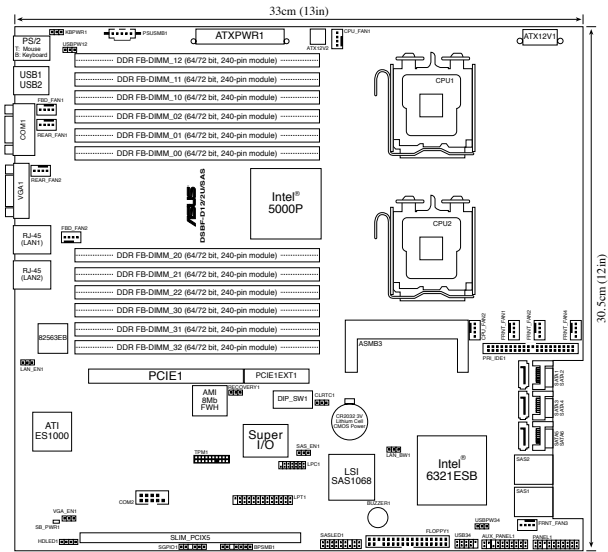 33cm (13in)
PS/2
T: Mouse
B: Keyboard
KBPWR1
USBPW12
PSUSMB1
ATXPWR1
ATX12V2
CPU_FAN1
ATX12V1
DDR FB-DIMM_12 (64/72 bit, 240-pin module)
USB1
USB2
DDR FB-DIMM_11 (64/72 bit, 240-pin module)
CPU1
FBD_FAN1
DDR FB-DIMM_10 (64/72 bit, 240-pin module)
DDR FB-DIMM_02 (64/72 bit, 240-pin module)
COM1
REAR_FAN1
DDR FB-DIMM_01 (64/72 bit, 240-pin module)
DDR FB-DIMM_00 (64/72 bit, 240-pin module)
VGA1
REAR_FAN2
ASUS
DSBF-D12/2U/SAS
Intel®
5000P
CPU2
RJ-45
(LAN1)
FBD_FAN2
RJ-45
(LAN2)
DDR FB-DIMM_20 (64/72 bit, 240-pin module)
DDR FB-DIMM_21 (64/72 bit, 240-pin module)
DDR FB-DIMM_22 (64/72 bit, 240-pin module)
DDR FB-DIMM_30 (64/72 bit, 240-pin module)
DDR FB-DIMM_31 (64/72 bit, 240-pin module)
DDR FB-DIMM_32 (64/72 bit, 240-pin module)
30.5cm (12in)
82563EB
LAN_EN1
CPU_FAN2
FRNT_FAN1
FRNT_FAN2
FRNT_FAN4
ASMB3
PRI_IDE1
PCIE1
PCIE1EXT1
AMI
8Mb
FWH
RECOVERY1
DIP_SW1
CLRTC1
CR2032 3V
Lithium Cell
CMOS Power
SATA1
SATA2
SATA3
SATA4
SATA5
SATA6
ATI
ES1000
Super
I/O
SAS_EN1
TPM1
LPC1
LAN_BW1
LSI
SAS1068
Intel®
6321ESB
SAS2
SAS1
COM2
LPT1
BUZZER1
VGA_EN1
SB_PWR1
HDLED1
SLIM_PCIX5
SGPIO1
BPSMB1
SASLED1
FLOPPY1
USBPW34
USB34
AUX_PANEL1
FRNT_FAN3
PANEL1